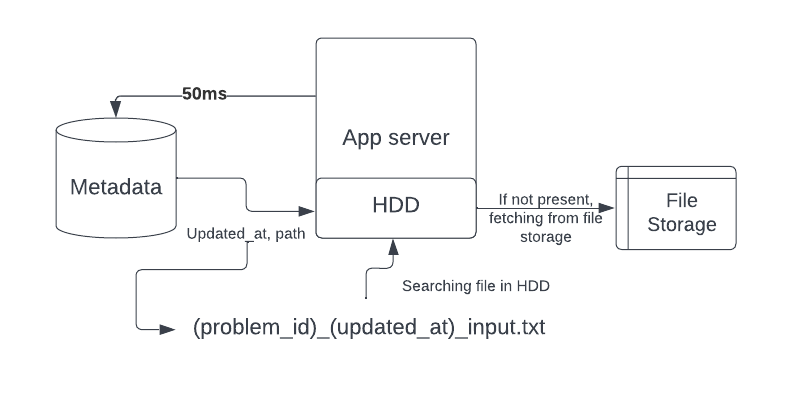 50ms
App server
Metadata
HDD
If not present,
fetching from file
storage
File
Storage
Updated_at, path
Searching file in HDD
(problem_id)_(updated_at)_input.txt